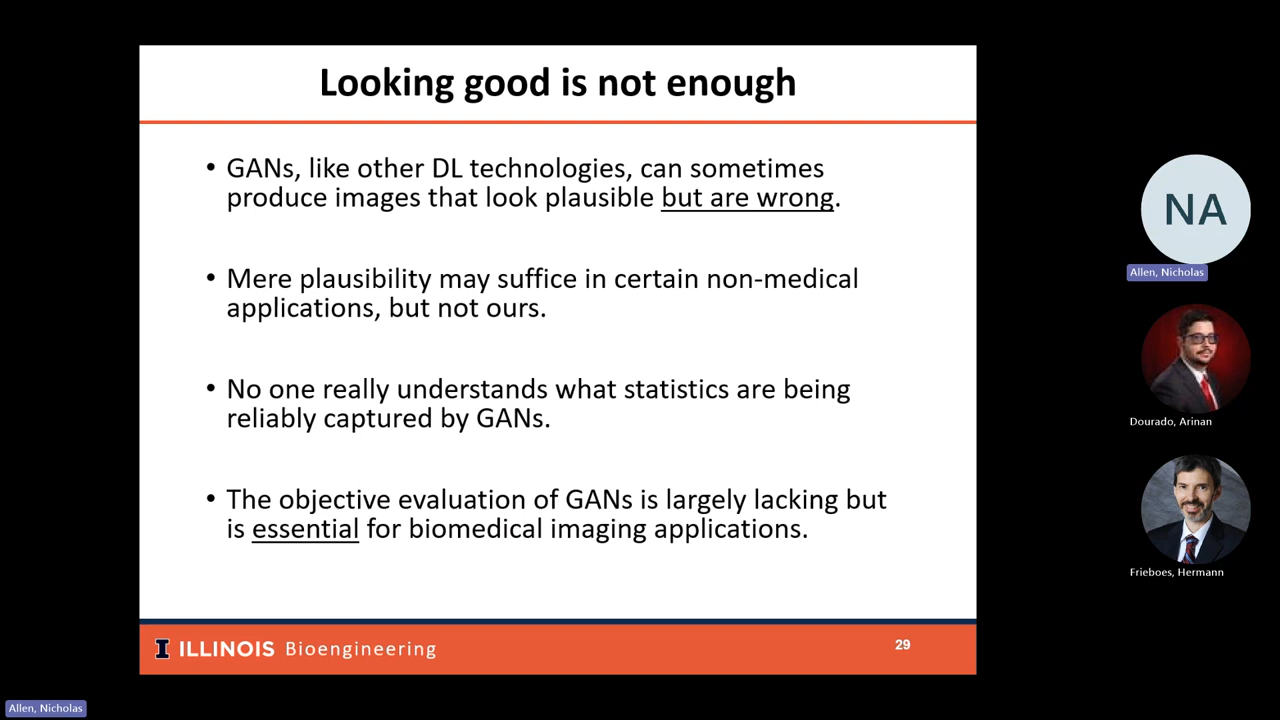 Looking good is not enough
• GANs, like other DL technologies, can sometimes
produce images that look plausible but are wrong.
• Mere plausibility may suffice in certain non-medical
applications, but not ours.
• No one really understands what statistics are being
reliably captured by GANs.
• The objective evaluation of GANs is largely lacking but
is essential for biomedical imaging applications.
I ILLINOIS Bioengineering
29
NA
Allen, Nicholas
Dourado, Arinan
Frieboes, Hermann
Allen, Nicholas